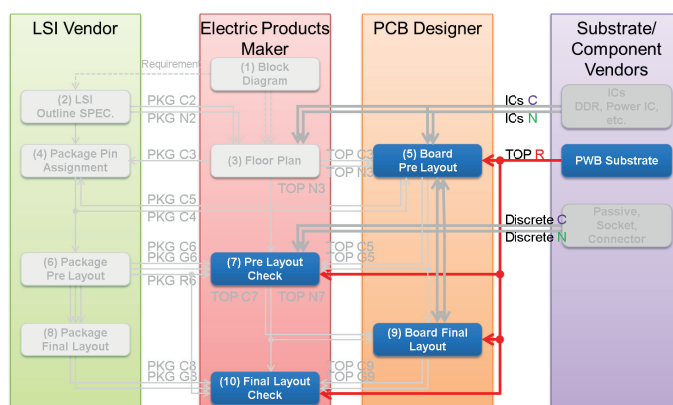 LSI Vendor
Electric Products
Maker
PCB Designer
Substrate/
Component
Vendors
Requirement
(1) Block
Diagram
(2) LSI
Outline SPEC.
PKG C2
PKG N2
ICs C
ICs N
ICs
DDR, Power IC,
etc.
(4) Package Pin
Assignment
PKG C3
(3) Floor Plan
TOP C3
TOP N3
TOP N3
(5) Board
Pre Layout
TOP R
PWB Substrate
PKG C5
PKG C4
Discrete C
Discrete N
Passive,
Socket,
Connector
(6) Package
Pre Layout
PKG C6
PKG G6
PKG R6
(7) Pre Layout
Check
TOP C5
TOP G5
TOP C7
TOP N7
(8) Package
Final Layout
(9) Board Final
Layout
PKG C8
PKG G8
(10) Final Layout
Check
TOP C9
TOP G9